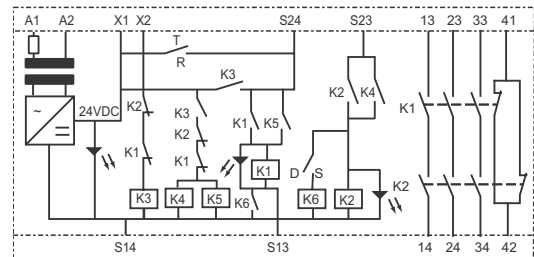 A1 A2 X1 X2 S24 S23 13 23 33 41
T
R
K3
~
24VDC
K2 K3 K1 K5 K2 K4 K1
K2
K1 K1 K1 D S
K3 K4 K5 K6 K6 K2 K2
S14 S13 14 24 34 42